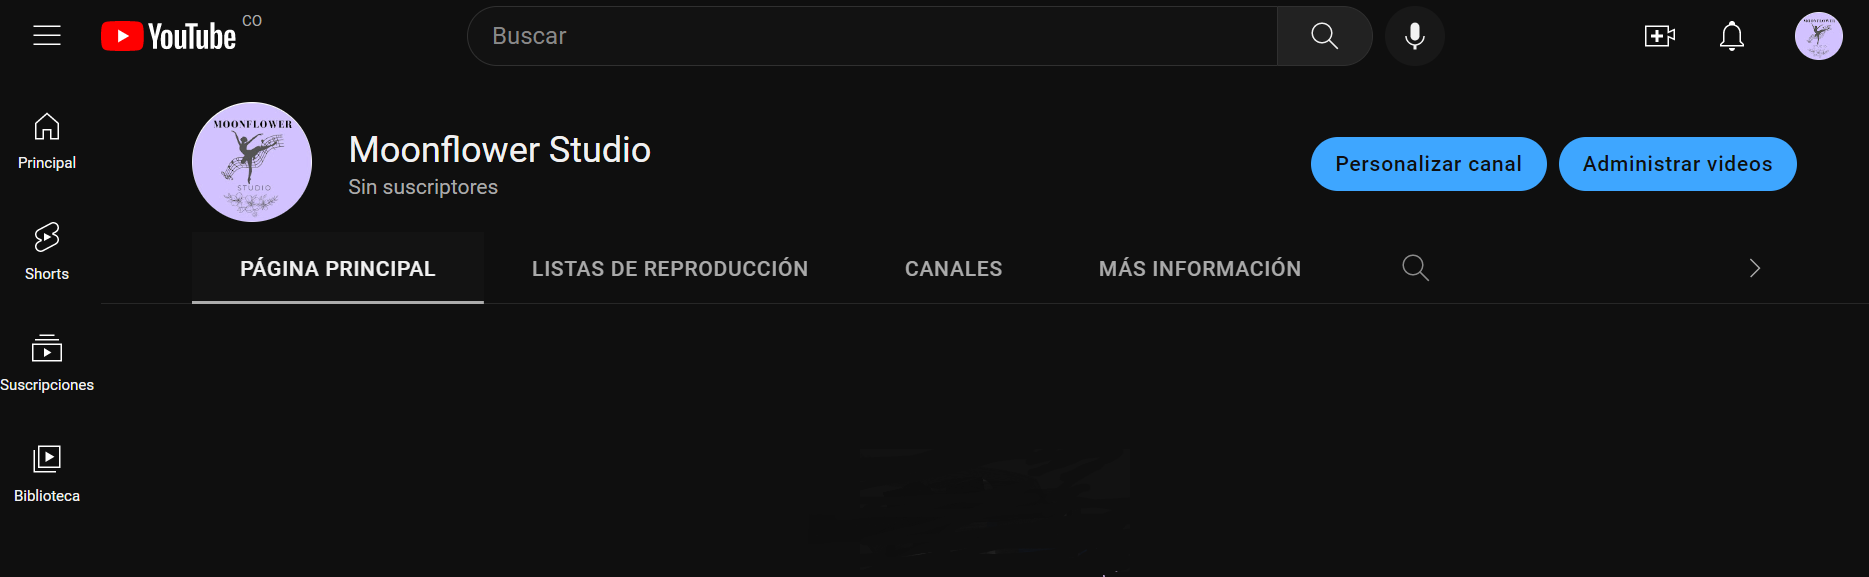 YouTube CO
Buscar
Principal
Shorts
Suscripciones
Biblioteca
MOONFLOWER
STUDIO
Moonflower Studio
Sin suscriptores
Personalizar canal
Administrar videos
PÁGINA PRINCIPAL
LISTAS DE REPRODUCCIÓN
CANALES
MÁS INFORMACIÓN
MOONFLOWER